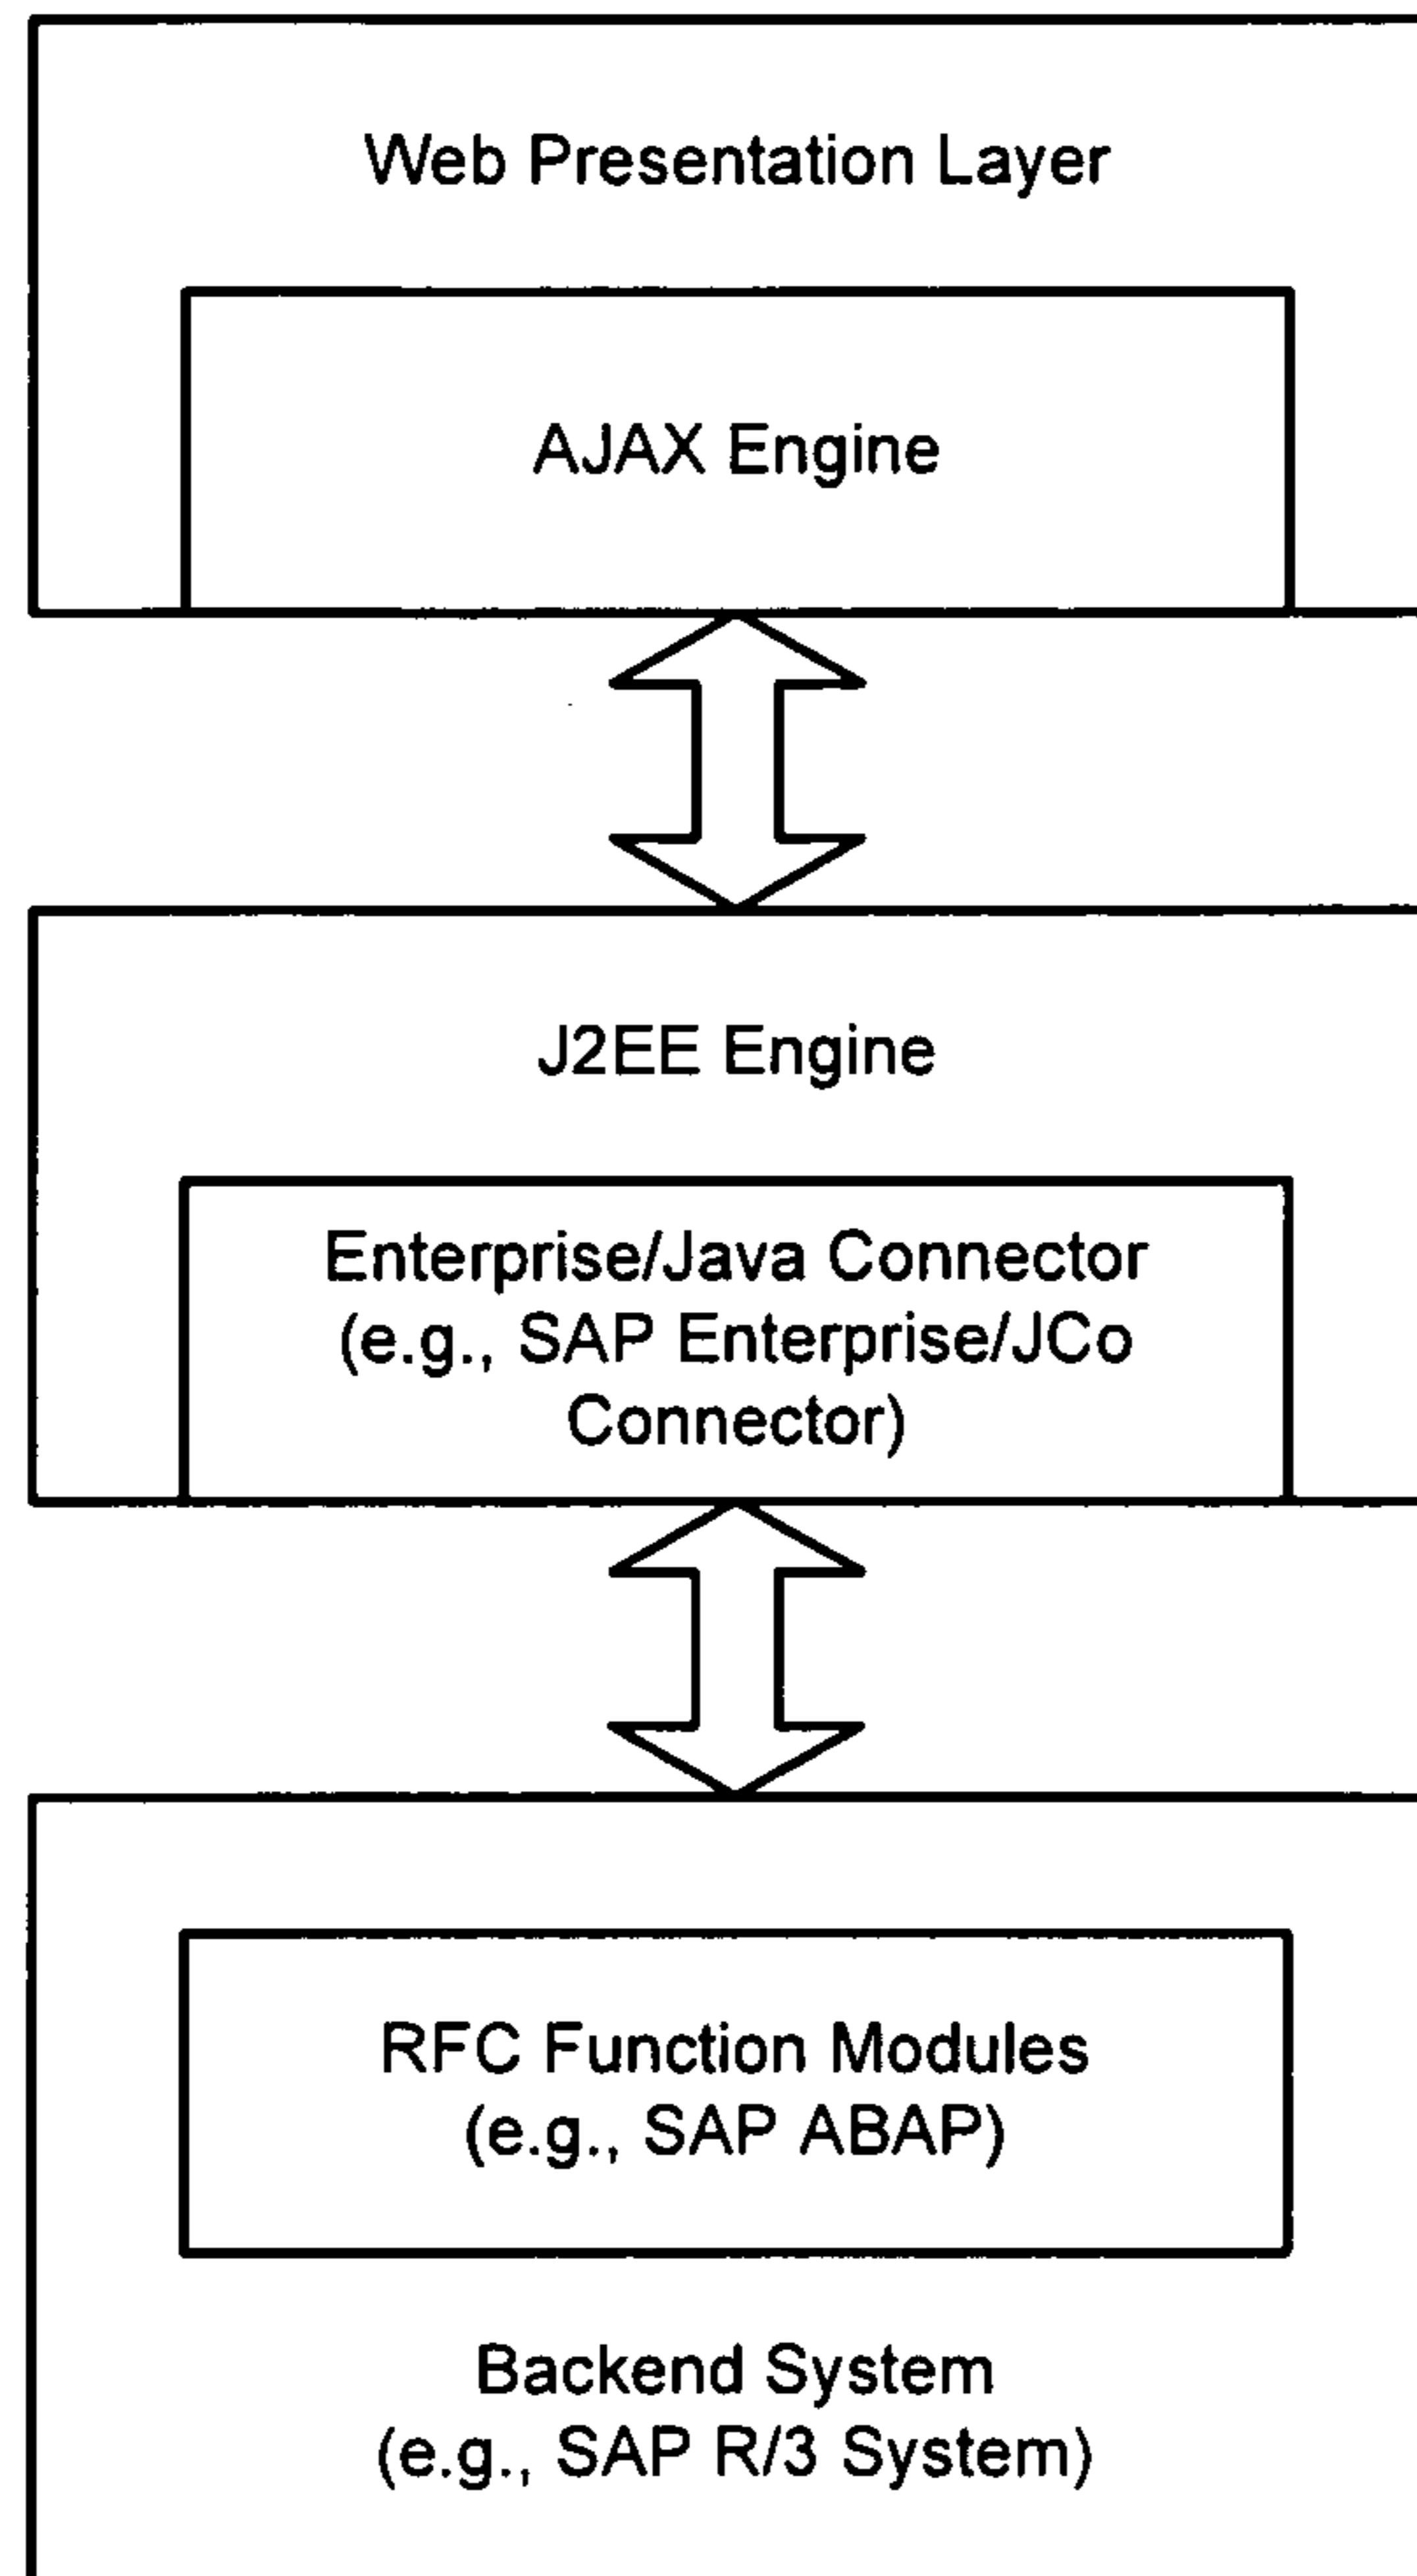 Web Presentation Layer
AJAX Engine
J2EE Engine
Enterprise/Java Connector
(e.g., SAP Enterprise/JCo
Connector)
RFC Function Modules
(e.g., SAP ABAP)
Backend System
(e.g., SAP R/3 System)